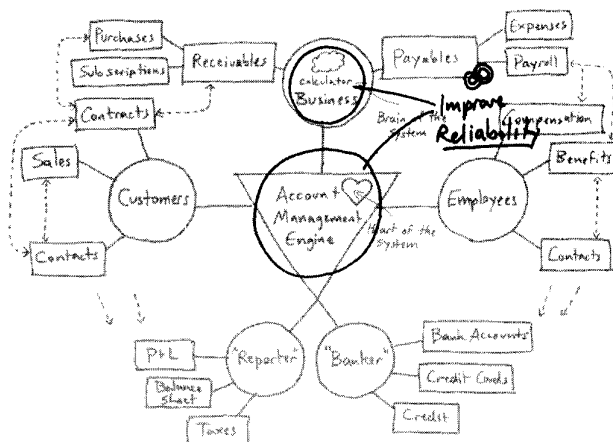 Purchases
Subscriptions
Receivables
Contracts
Sales
Customers
Contacts
calculator
Business
Payables
Expenses
Payroll
Improve
Reliability
Brain of the
system
Compensation
Benefits
Employees
Contacts
Account
Management
Engine
Heart of the
system
"Reporter"
P&L
Balance
Sheet
Taxes
"Banker"
Bank Accounts
Credit Cards
Credit